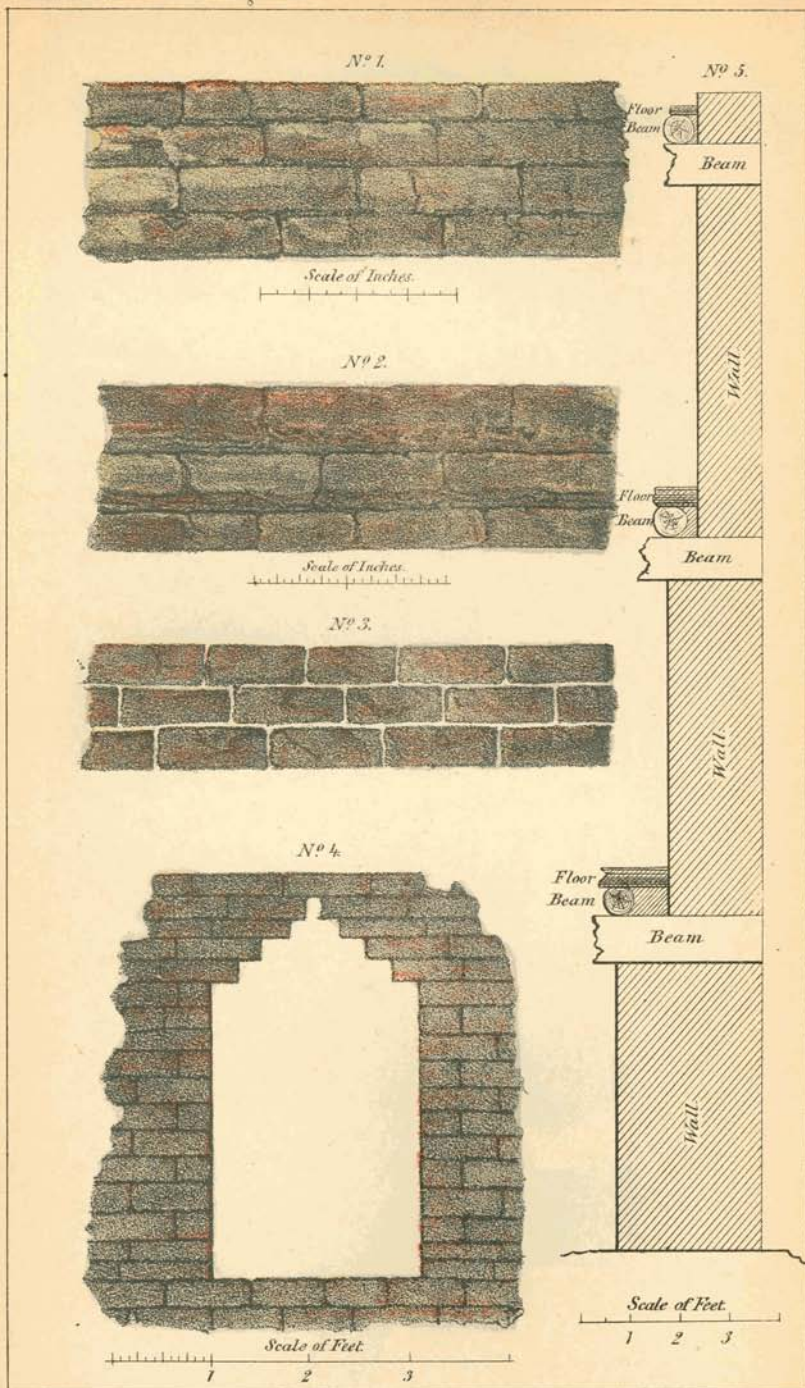 Nº 1.
Scale of Inches.
Nº 2.
Scale of Inches.
Nº 3.
Nº 4.
Scale of Feet.
1 2 3
Nº 5.
Floor
Beam
Beam
Wall
Floor
Beam
Beam
Wall.
Floor
Beam
Beam
Wall.
Scale of Feet.
1 2 3